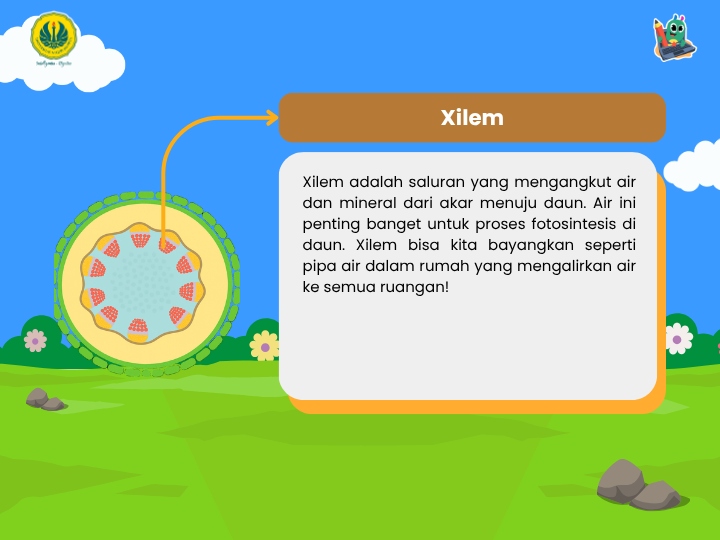 Xilem
Xilem adalah saluran yang mengangkut air
dan mineral dari akar menuju daun. Air ini
penting banget untuk proses fotosintesis di
daun. Xilem bisa kita bayangkan seperti
pipa air dalam rumah yang mengalirkan air
ke semua ruangan!